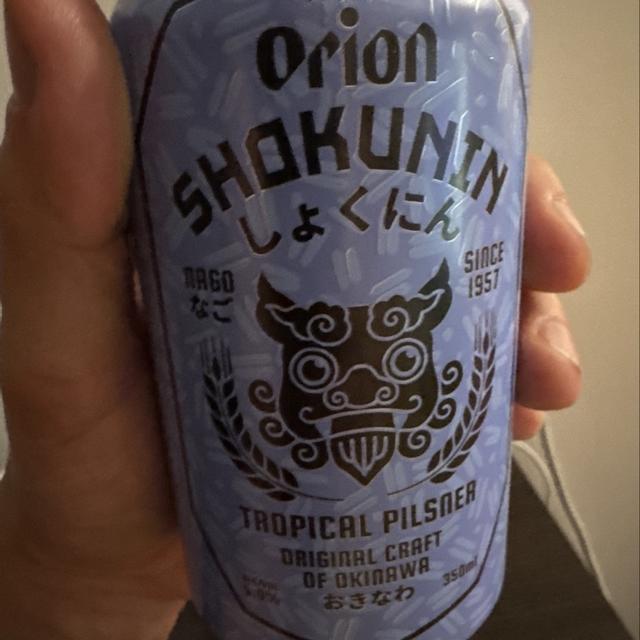 Orion
SHOKUNIN
しょくにん
NAGO
なご
SINCE
1957
TROPICAL PILSNER
ORIGINAL CRAFT
OF OKINAWA
おきなわ
350ml